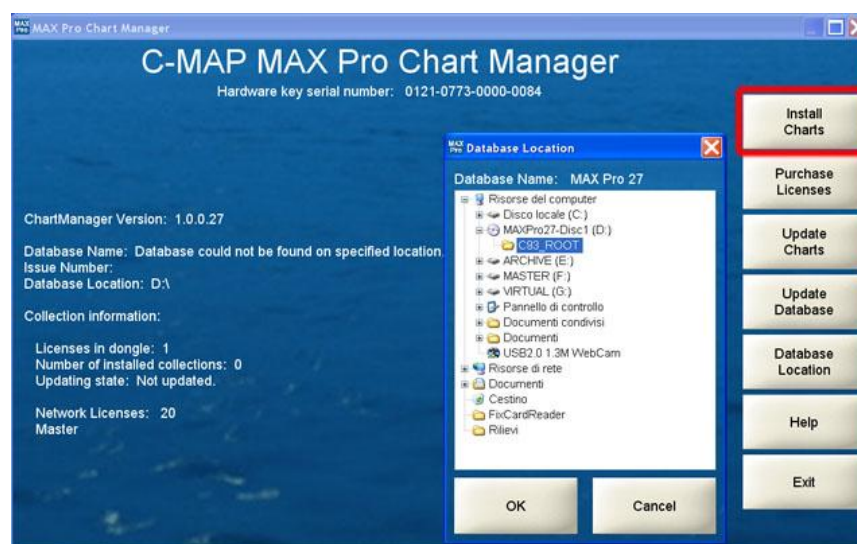 MAX Pro Chart Manager
C-MAP MAX Pro Chart Manager
Hardware key serial number: 0121-0773-0000-0084
ChartManager Version: 1.0.0.27
Database Name: Database could not be found on specified location.
Issue Number:
Database Location: D:\
Collection information:
Licenses in dongle: 1
Number of installed collections: 0
Updating state: Not updated.
Network Licenses: 20
Master
Database Location
Database Name: MAX Pro 27
Risorse del computer
Disco locale (C:)
MAXPro27-Disc1 (D:)
C93_ROOT
ARCHIVE (E:)
MASTER (F:)
VIRTUAL (G:)
Pannello di controllo
Documenti condivisi
Documenti
USB2.0 1.3M WebCam
Risorse di rete
Documenti
Cestino
FixCardReader
Rilievi
OK
Cancel
Install
Charts
Purchase
Licenses
Update
Charts
Update
Database
Database
Location
Help
Exit